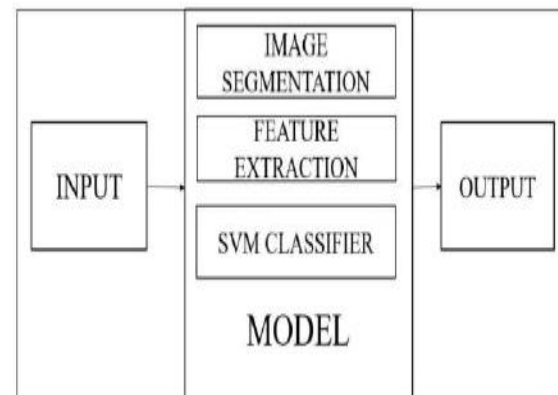 INPUT
IMAGE
SEGMENTATION
FEATURE
EXTRACTION
SVM CLASSIFIER
MODEL
OUTPUT